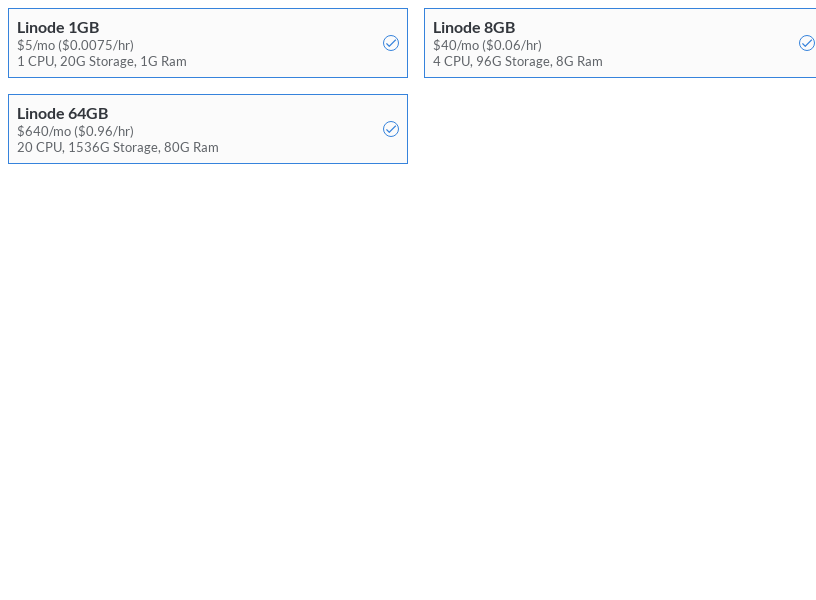 Linode 1GB
$5/mo ($0.0075/hr)
1 CPU, 20G Storage, 1G Ram
Linode 8GB
$40/mo ($0.06/hr)
4 CPU, 96G Storage, 8G Ram
Linode 64GB
$640/mo ($0.96/hr)
20 CPU, 1536G Storage, 80G Ram